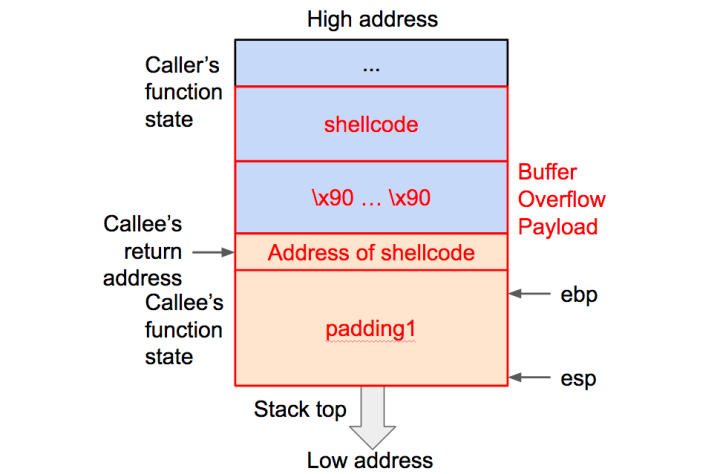 High address
Caller's
function
state
...
shellcode
\x90 … \x90
Buffer
Overflow
Payload
Callee's
return
address
Address of shellcode
Callee's
function
state
padding1
ebp
esp
Stack top
Low address